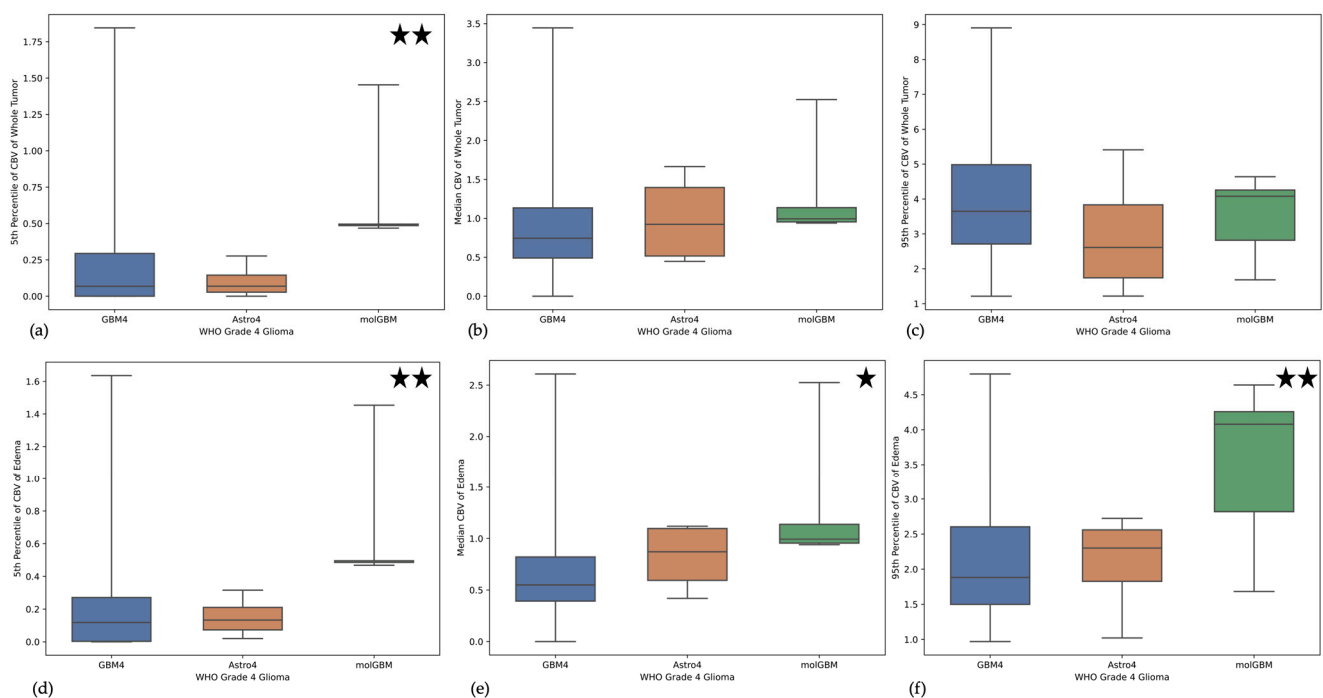 5th Percentile of CBV of Whole Tumor
1.75
1.50
1.25
1.00
0.75
0.50
0.25
0.00
GBM4 Astro4 molGBM
WHO Grade 4 Glioma
(a)
Median CBV of Whole Tumor
3.5
3.0
2.5
2.0
1.5
1.0
0.5
0.0
GBM4 Astro4 molGBM
WHO Grade 4 Glioma
(b)
95th Percentile of CBV of Whole Tumor
9
8
7
6
5
4
3
2
1
GBM4 Astro4 molGBM
WHO Grade 4 Glioma
(c)
5th Percentile of CBV of Edema
1.6
1.4
1.2
1.0
0.8
0.6
0.4
0.2
0.0
GBM4 Astro4 molGBM
WHO Grade 4 Glioma
(d)
Median CBV of Edema
2.5
2.0
1.5
1.0
0.5
0.0
GBM4 Astro4 molGBM
WHO Grade 4 Glioma
(e)
95th Percentile of CBV of Edema
4.5
4.0
3.5
3.0
2.5
2.0
1.5
1.0
GBM4 Astro4 molGBM
WHO Grade 4 Glioma
(f)